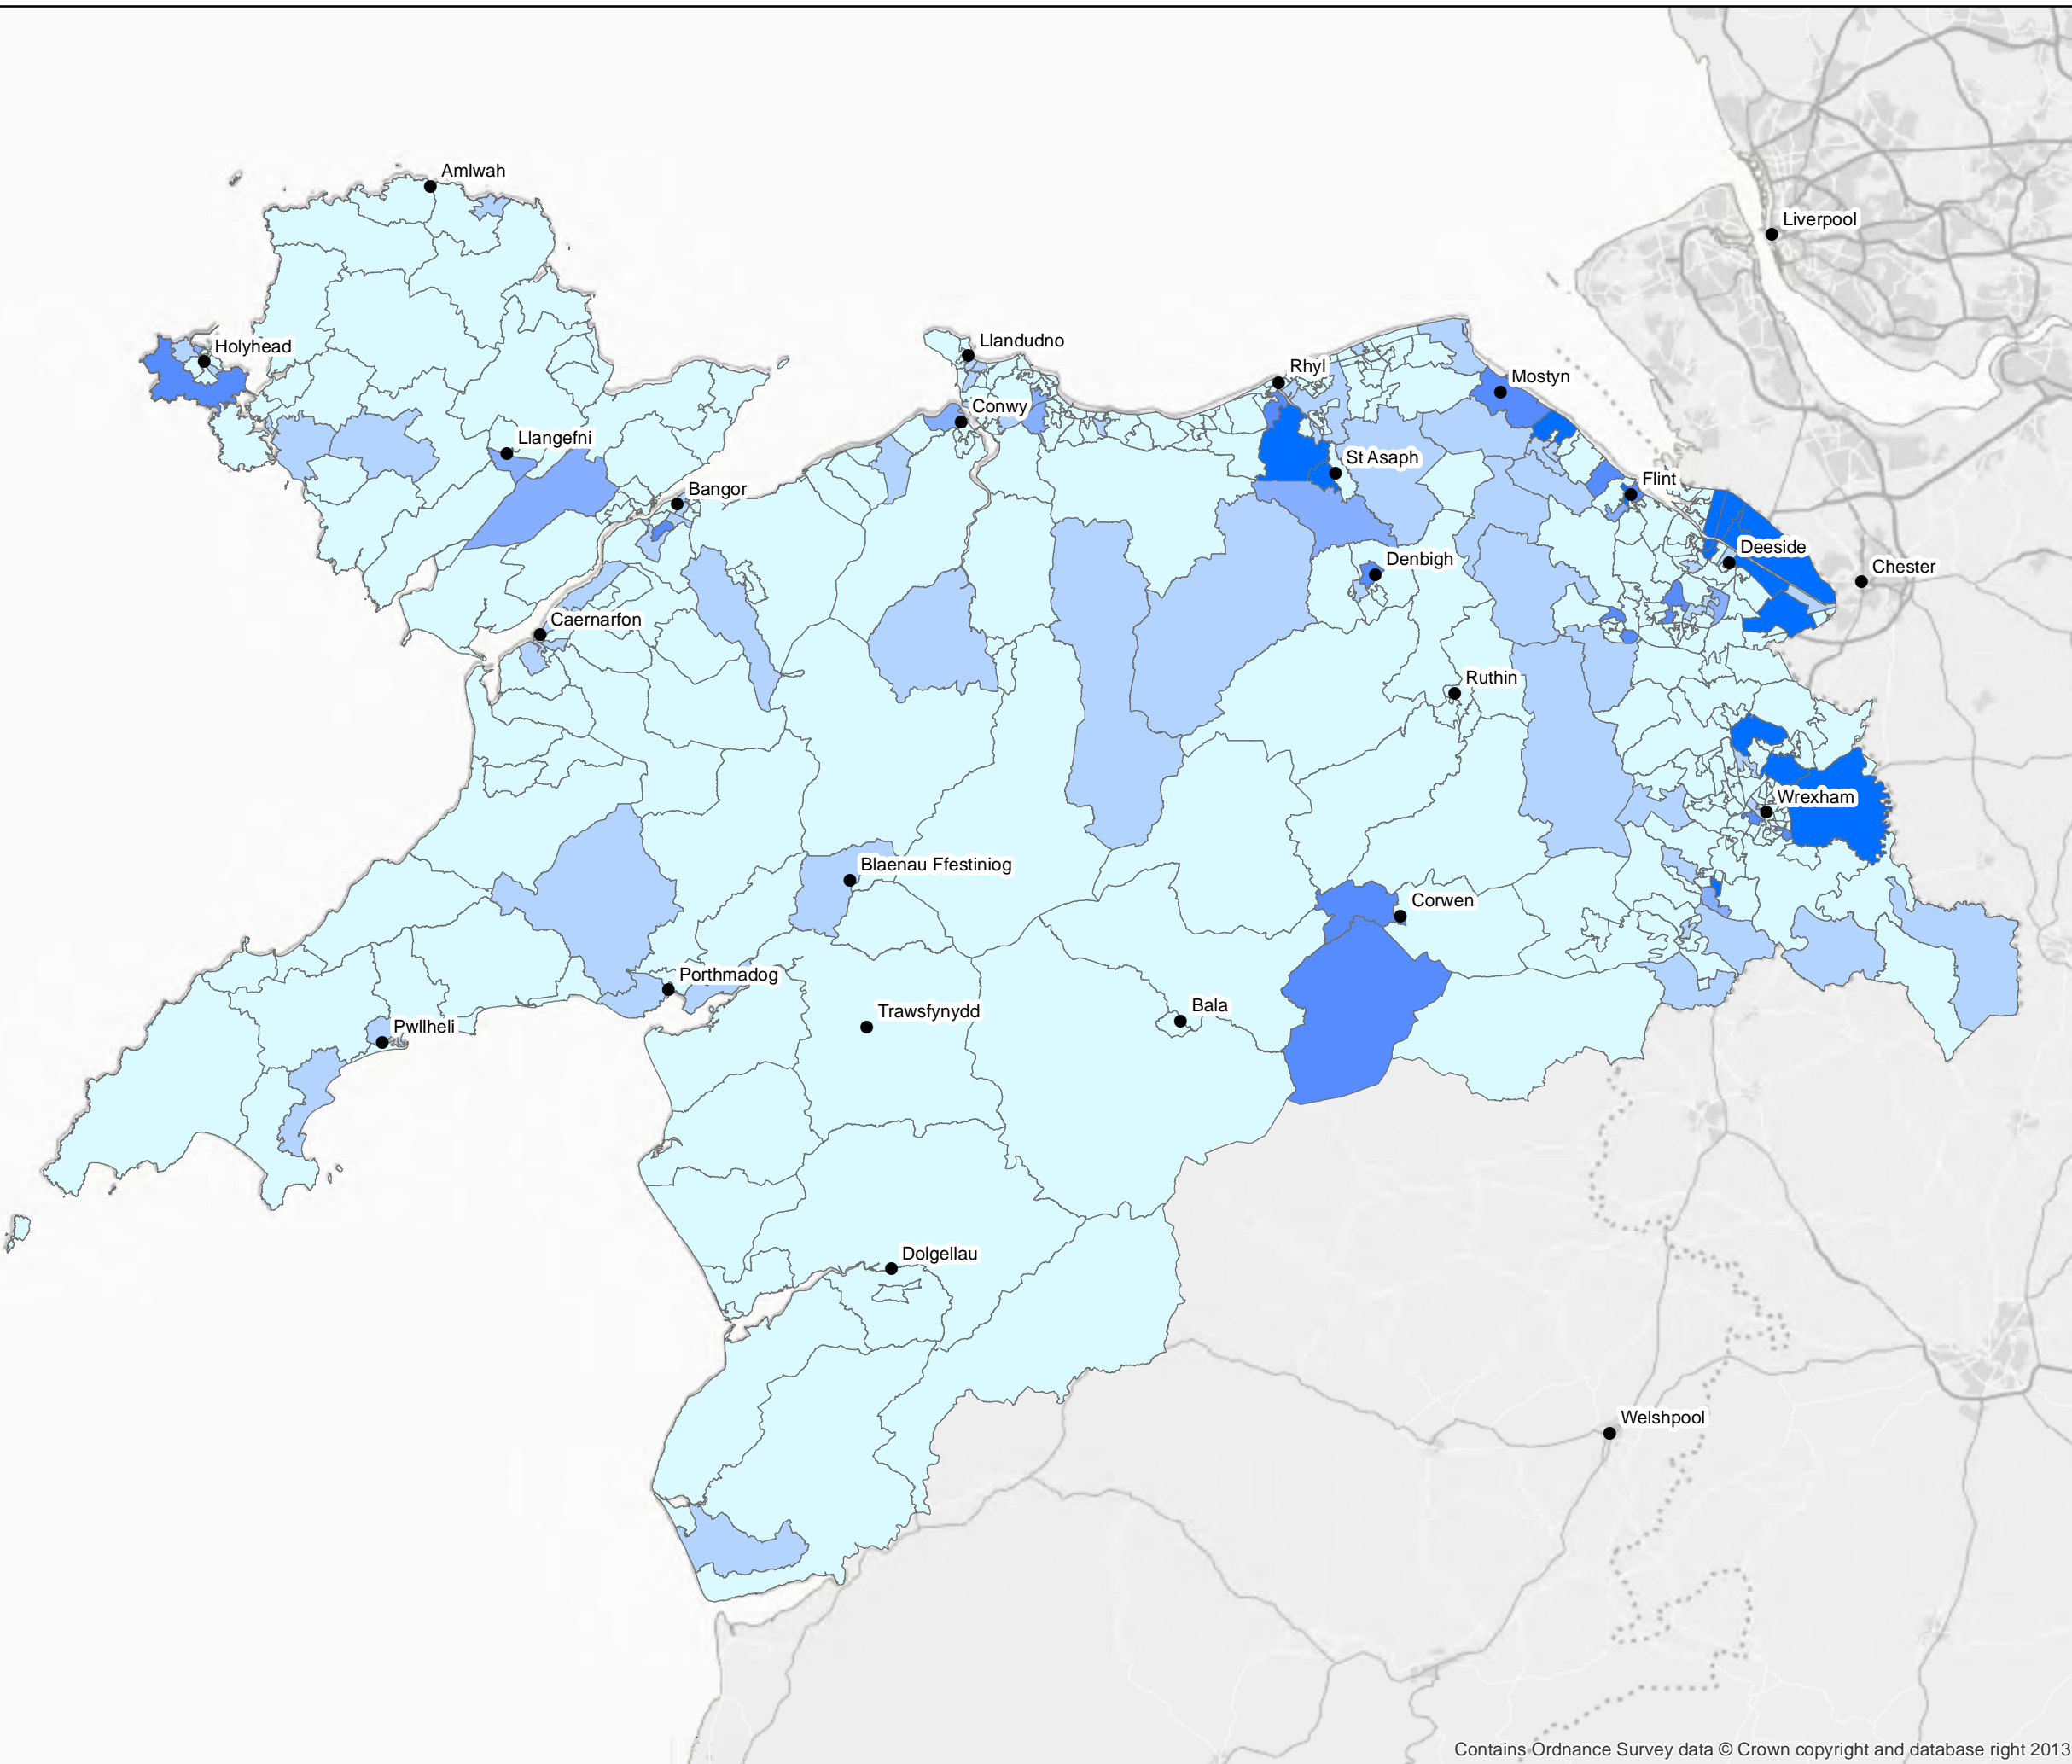 Amlwah
Liverpool
Holyhead
Llandudno
Rhyl
Mostyn
Conwy
Llangefni
St Asaph
Flint
Bangor
Deeside
Denbigh
Chester
Caernarfon
Ruthin
Wrexham
Blaenau Ffestiniog
Corwen
Porthmadog
Trawsfynydd
Bala
Pwllheli
Dolgellau
Welshpool
Contains Ordnance Survey data © Crown copyright and database right 2013